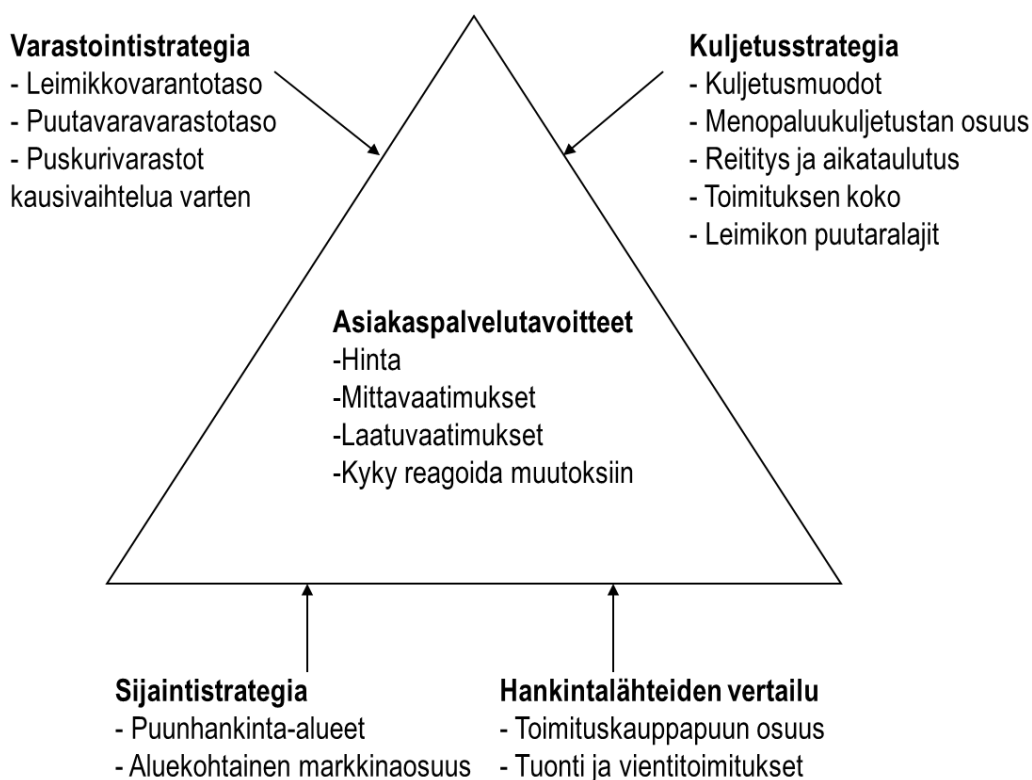 Varastointistrategia
- Leimikkovarantotaso
- Puutavaravarastotaso
- Puskurivarastot
kausivaihtelua varten
Kuljetusstrategia
- Kuljetusmuodot
- Menopaluukuljetustan osuus
- Reititys ja aikataulutus
- Toimituksen koko
- Leimikon puutaralajit
Asiakaspalvelutavoitteet
-Hinta
-Mittavaatimukset
-Laatuvaatimukset
-Kyky reagoida muutoksiin
Sijaintistrategia
- Puunhankinta-alueet
- Aluekohtainen markkinaosuus
Hankintalähteiden vertailu
- Toimituskauppapuun osuus
- Tuonti ja vientitoimitukset